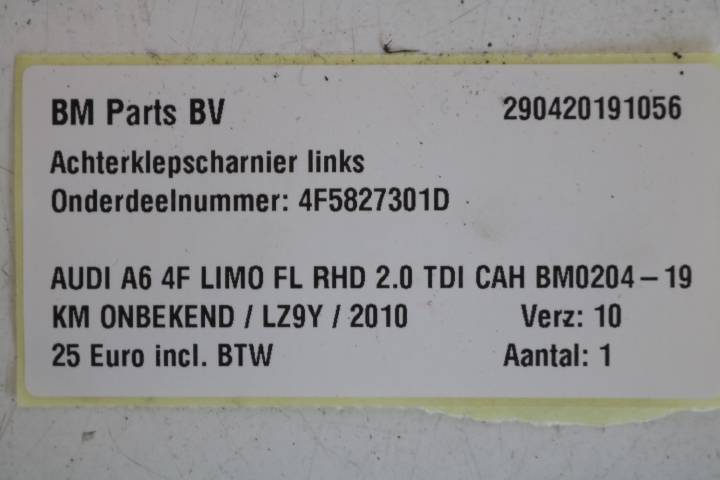 BM Parts BV 290420191056
Achterklepscharnier links
Onderdeelnummer: 4F5827301D
AUDI A6 4F LIMO FL RHD 2.0 TDI CAH BM0204-19
KM ONBEKEND / LZ9Y / 2010 Verz: 10
25 Euro incl. BTW Aantal: 1